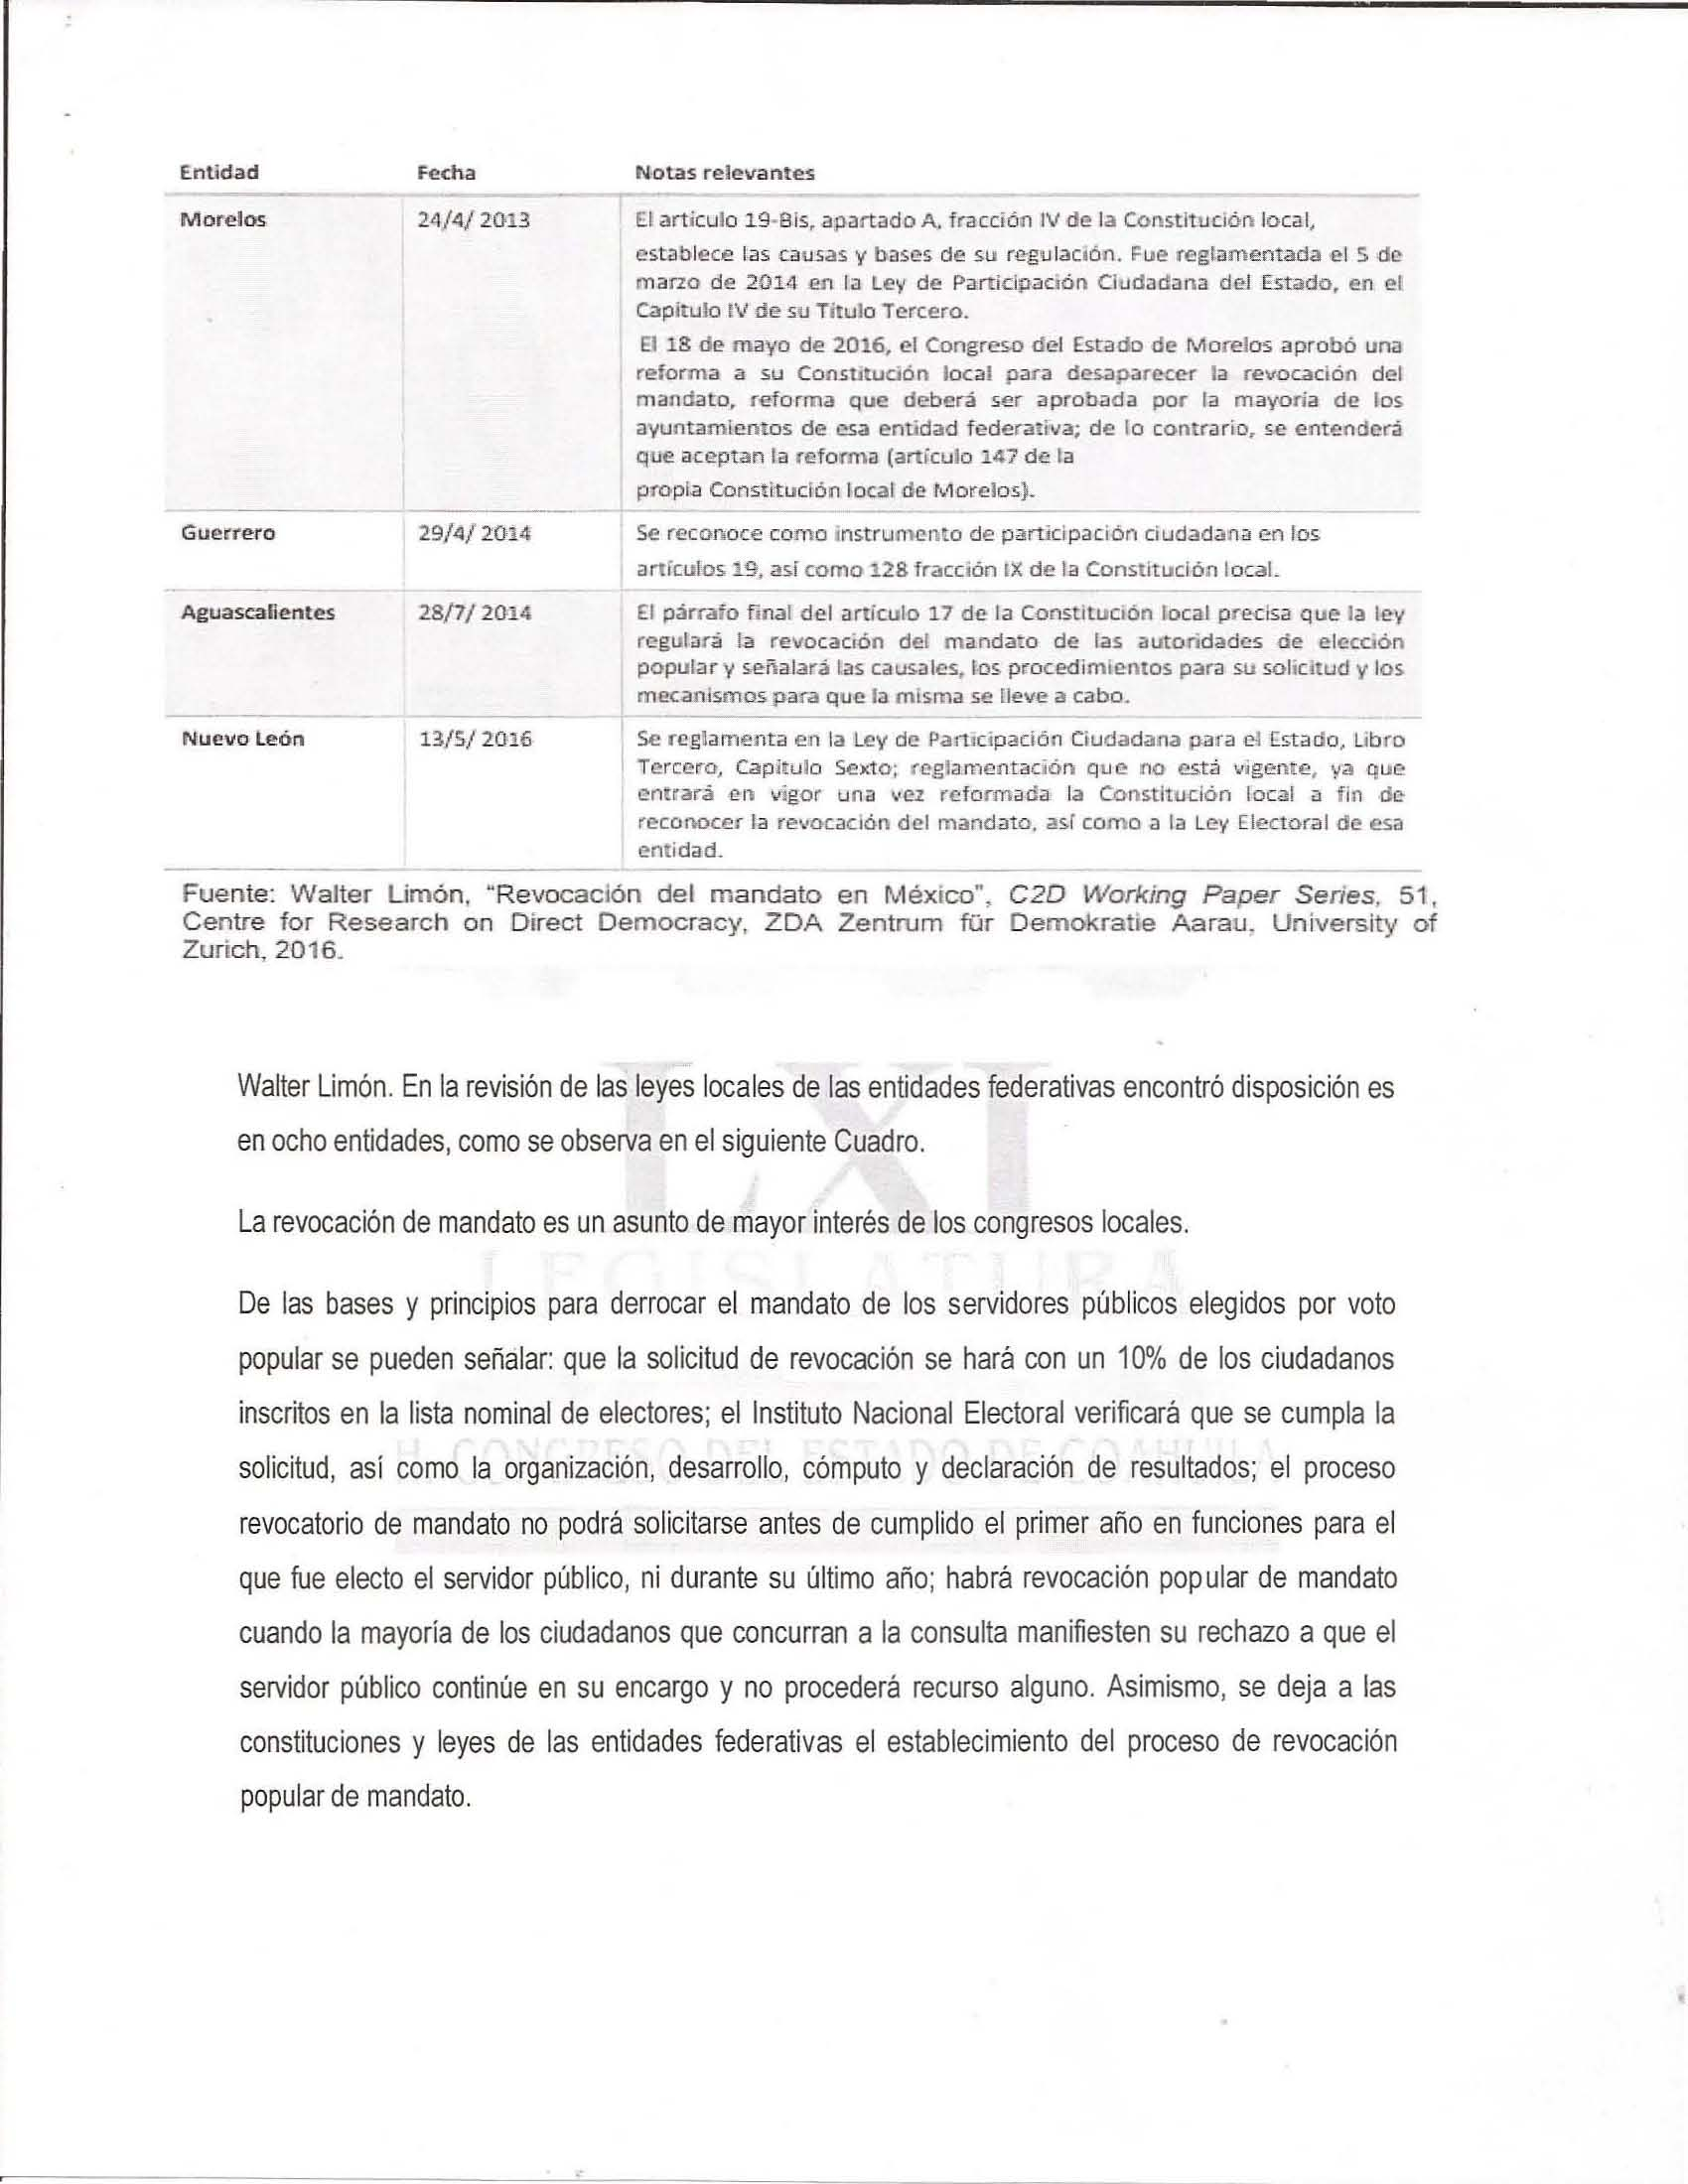 Entidad Fecha Notas relevantes
Morelos 24/4/ 2013 El artículo 19-Bis, apartado A, fracción IV de la Constitución local,
establece las causas y bases de su regulación. Fue reglamentada el 5 de
marzo de 2014 en la Ley de Participación Ciudadana del Estado, en el
Capítulo IV de su Título Tercero.
El 18 de mayo de 2016, el Congreso del Estado de Morelos aprobó una
reforma a su Constitución local para desaparecer la revocación del
mandato, reforma que deberá ser aprobada por la mayoría de los
ayuntamientos de esa entidad federativa; de lo contrario, se entenderá
que aceptan la reforma (artículo 147 de la
propia Constitución local de Morelos).
Guerrero 29/4/ 2014 Se reconoce como instrumento de participación ciudadana en los
artículos 19, así como 128 fracción IX de la Constitución local.
Aguascalientes 28/7/ 2014 El párrafo final del artículo 17 de la Constitución local precisa que la ley
regulará la revocación del mandato de las autoridades de elección
popular y señalará las causales, los procedimientos para su solicitud y los
mecanismos para que la misma se lleve a cabo.
Nuevo León 13/5/ 2016 Se reglamenta en la Ley de Participación Ciudadana para el Estado, Libro
Tercero, Capítulo Sexto; reglamentación que no está vigente, ya que
entrará en vigor una vez reformada la Constitución local a fin de
reconocer la revocación del mandato, así como a la Ley Electoral de esa
entidad.
Fuente: Walter Limón, "Revocación del mandato en México", C2D Working Paper Series, 51,
Centre for Research on Direct Democracy, ZDA Zentrum für Demokratie Aarau, University of
Zurich, 2016.
Walter Limón. En la revisión de las leyes locales de las entidades federativas encontró disposición es
en ocho entidades, como se observa en el siguiente Cuadro.
La revocación de mandato es un asunto de mayor interés de los congresos locales.
De las bases y principios para derrocar el mandato de los servidores públicos elegidos por voto
popular se pueden señalar: que la solicitud de revocación se hará con un 10% de los ciudadanos
inscritos en la lista nominal de electores; el Instituto Nacional Electoral verificará que se cumpla la
solicitud, así como la organización, desarrollo, cómputo y declaración de resultados; el proceso
revocatorio de mandato no podrá solicitarse antes de cumplido el primer año en funciones para el
que fue electo el servidor público, ni durante su último año; habrá revocación popular de mandato
cuando la mayoría de los ciudadanos que concurran a la consulta manifiesten su rechazo a que el
servidor público continúe en su encargo y no procederá recurso alguno. Asimismo, se deja a las
constituciones y leyes de las entidades federativas el establecimiento del proceso de revocación
popular de mandato.
LXI
LEGISLATURA
H. CONGRESO DEL ESTADO DE COAHUILA